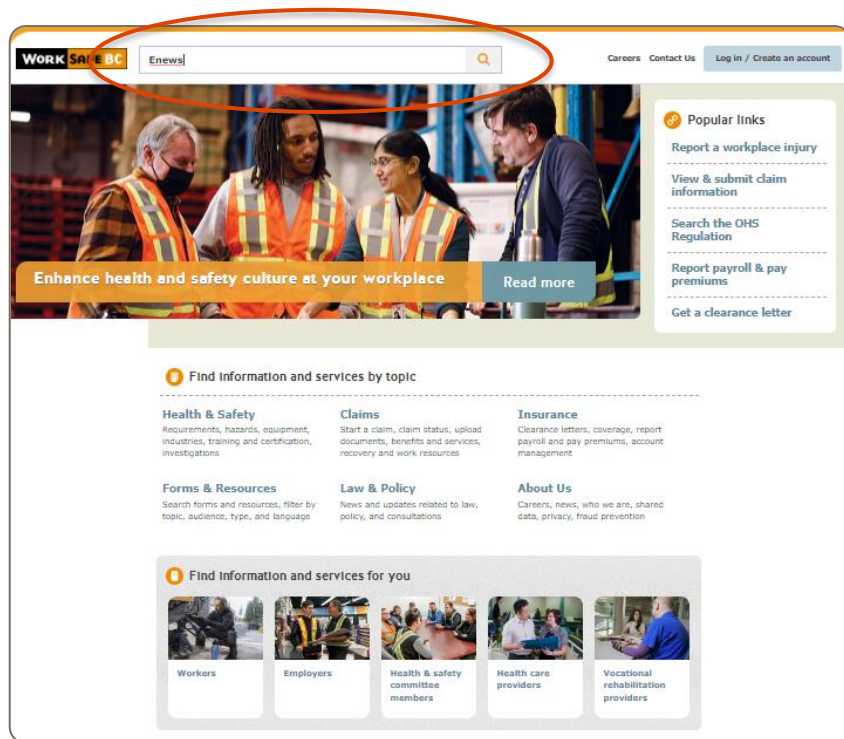 WORK SAFE BC
Enews
Careers Contact Us Log in / Create an account
Enhance health and safety culture at your workplace
Read more
Popular links
Report a workplace injury
View & submit claim
information
Search the OHS
Regulation
Report payroll & pay
premiums
Get a clearance letter
Find information and services by topic
Health & Safety
Requirements, hazards, equipment,
industries, training and certification,
investigations
Claims
Start a claim, claim status, upload
documents, benefits and services,
recovery and work resources
Insurance
Clearance letters, coverage, report
payroll and pay premiums, account
management
Forms & Resources
Search forms and resources, filter by
topic, audience, type, and language
Law & Policy
News and updates related to law,
policy, and consultations
About Us
Careers, news, who we are, shared
data, privacy, fraud prevention
Find information and services for you
Workers
Employers
Health & safety
committee
members
Health care
providers
Vocational
rehabilitation
providers